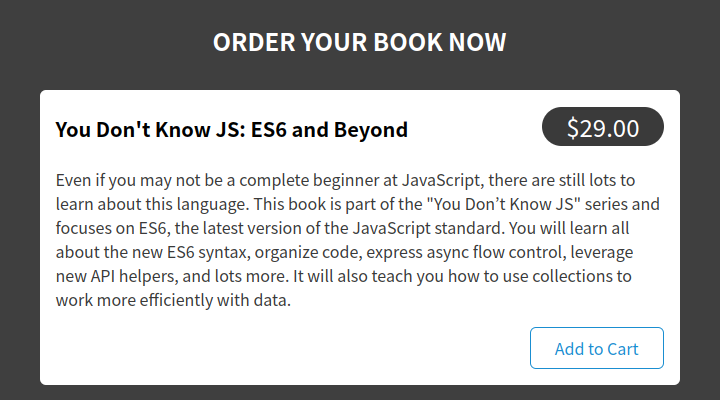 ORDER YOUR BOOK NOW
You Don't Know JS: ES6 and Beyond
$29.00
Even if you may not be a complete beginner at JavaScript, there are still lots to
learn about this language. This book is part of the "You Don’t Know JS" series and
focuses on ES6, the latest version of the JavaScript standard. You will learn all
about the new ES6 syntax, organize code, express async flow control, leverage
new API helpers, and lots more. It will also teach you how to use collections to
work more efficiently with data.
Add to Cart